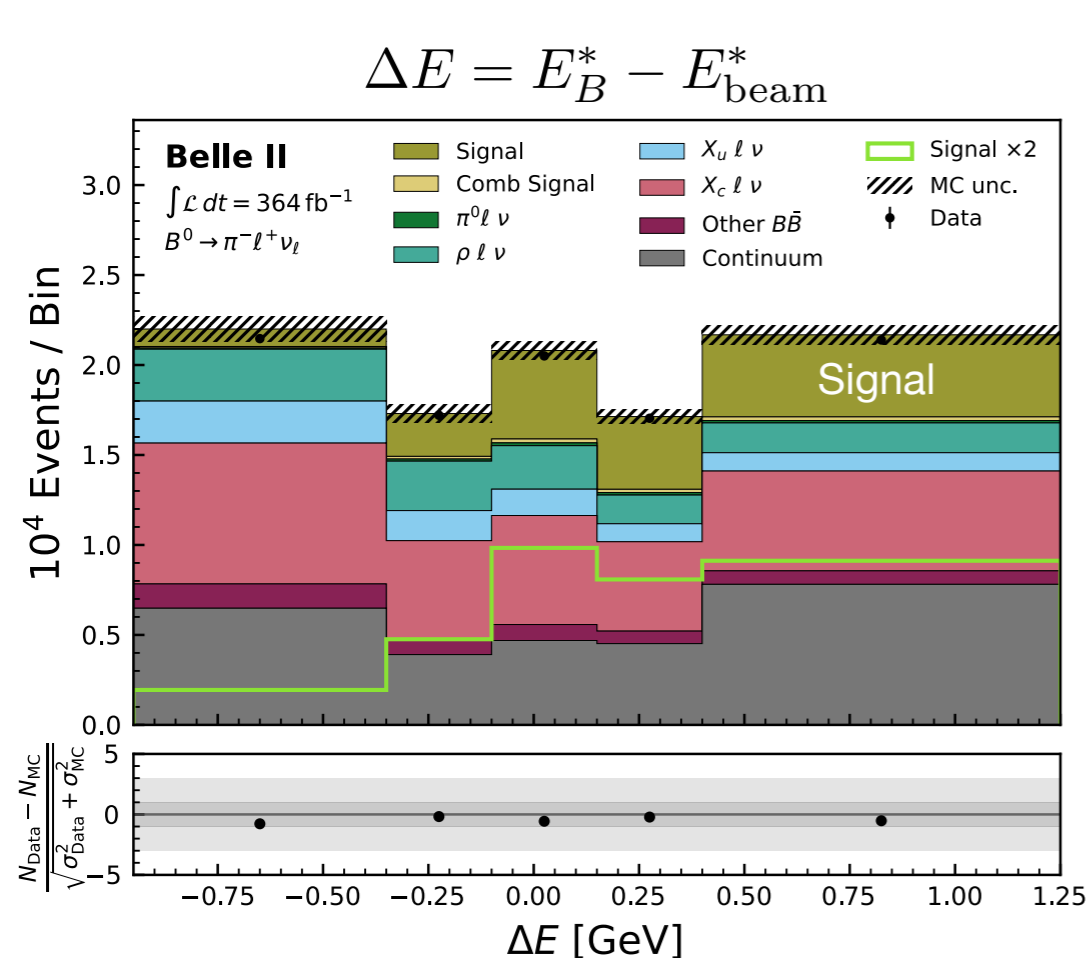 ΔE = E*_B − E*_beam
Belle II
∫ℒ dt = 364 fb⁻¹
B⁰ → π⁻ℓ⁺ν_ℓ
Signal
Comb Signal
π⁰ℓ ν
ρ ℓ ν
X_u ℓ ν
X_c ℓ ν
Other BB̄
Continuum
Signal ×2
MC unc.
Data
Signal
10⁴ Events / Bin
3.0
2.5
2.0
1.5
1.0
0.5
0.0
N_Data − N_MC
√σ²_Data + σ²_MC
5
0
−5
−0.75 −0.50 −0.25 0.00 0.25 0.50 0.75 1.00 1.25
ΔE [GeV]